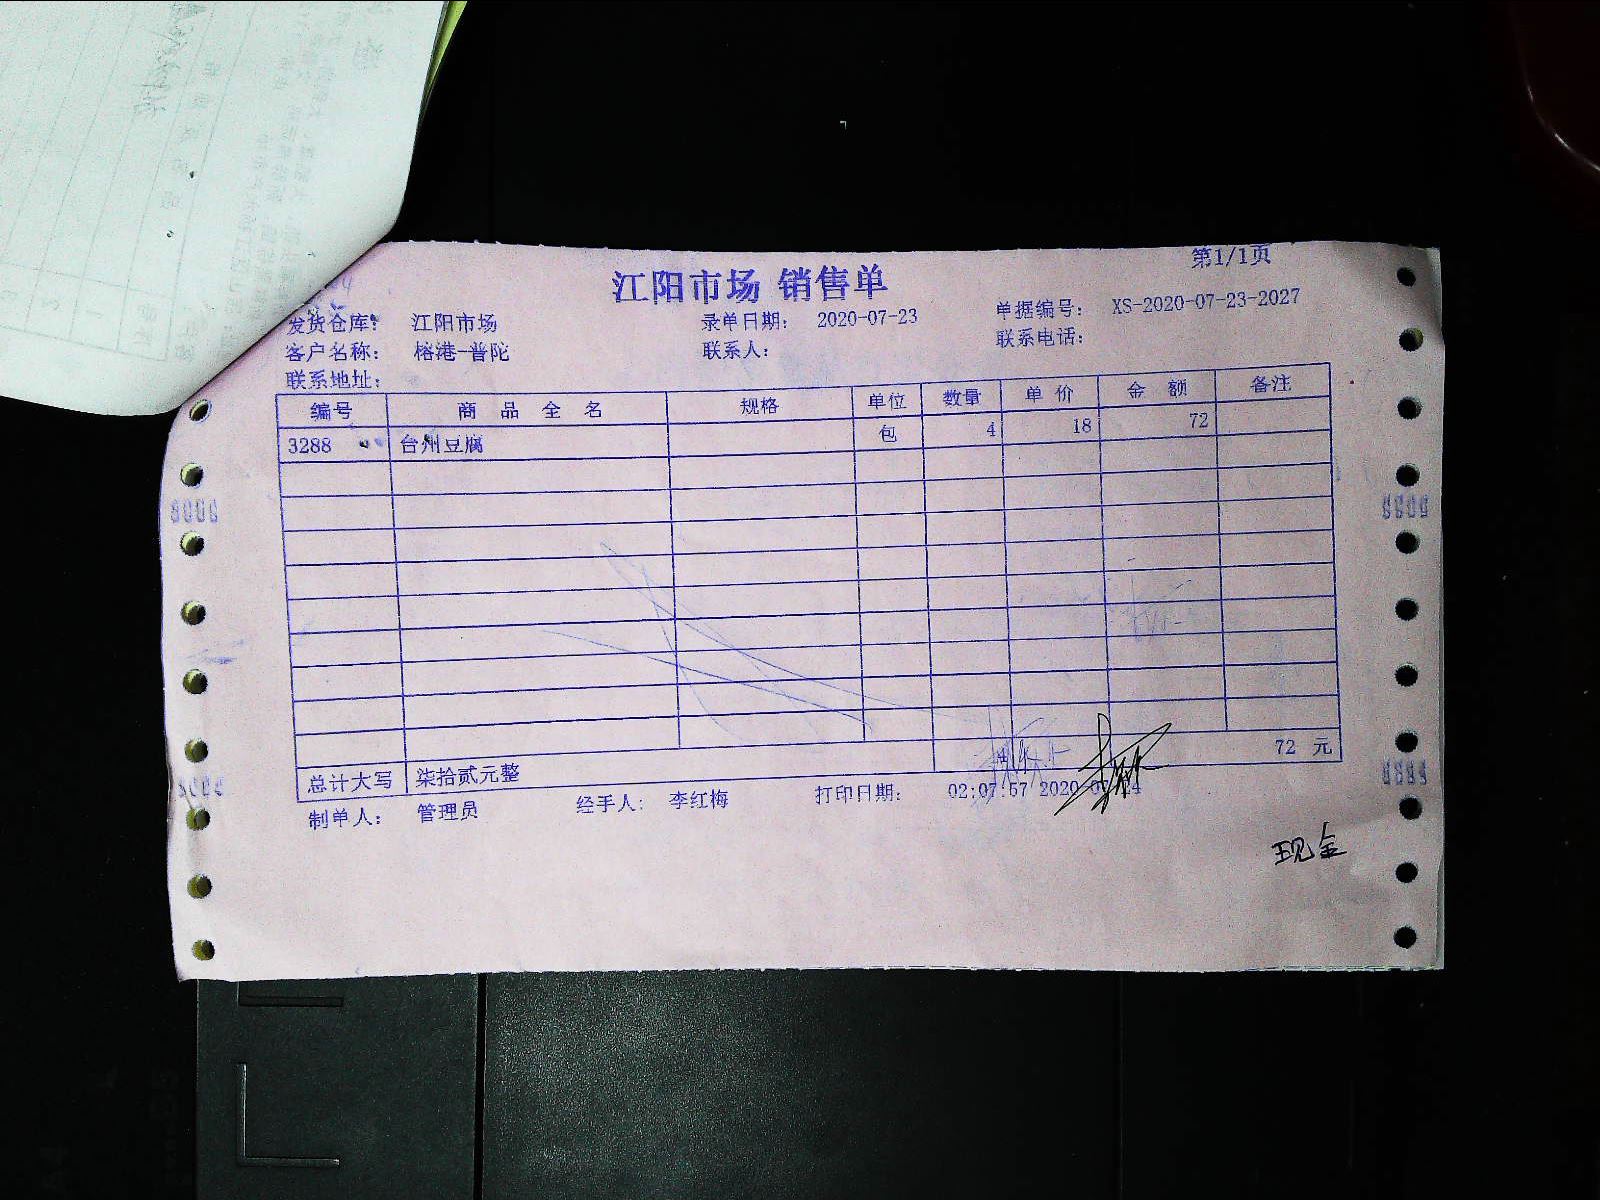 第1/1页
江阳市场 销售单
发货仓库: 江阳市场 录单日期: 2020-07-23 单据编号: XS-2020-07-23-2027
客户名称: 榕港-普陀 联系人: 联系电话:
联系地址:
编号 商品全名 规格 单位 数量 单价 金额 备注
3288 台州豆腐 包 4 18 72
总计大写 柒拾贰元整 72 元
制单人: 管理员 经手人: 李红梅 打印日期: 02:07:57 2020
现金